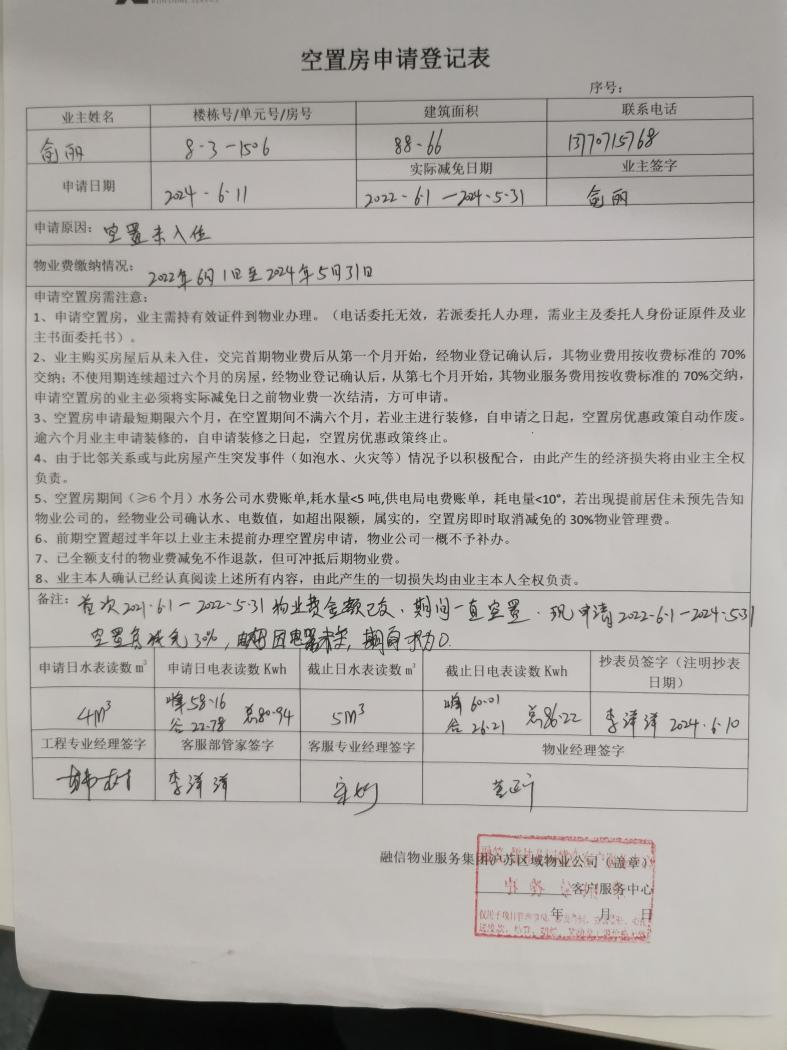 空置房申请登记表
序号：
业主姓名 楼栋号/单元号/房号 建筑面积 联系电话
俞丽 8-3-1506 88.66 13770715768
申请日期 2024.6.11 实际减免日期 业主签字
2022.6.1—2024.5.31 俞丽
申请原因：空置未入住
物业费缴纳情况：2022年6月1日至2024年5月31日
申请空置房需注意：
1、申请空置房，业主需持有效证件到物业办理。（电话委托无效，若派委托人办理，需业主及委托人身份证原件及业
主书面委托书）。
2、业主购买房屋后从未入住，交完首期物业费后从第一个月开始，经物业登记确认后，其物业费用按收费标准的 70%
交纳；不使用期连续超过六个月的房屋，经物业登记确认后，从第七个月开始，其物业服务费用按收费标准的 70%交纳，
申请空置房的业主必须将实际减免日之前物业费一次结清，方可申请。
3、空置房申请最短期限六个月，在空置期间不满六个月，若业主进行装修，自申请之日起，空置房优惠政策自动作废。
逾六个月业主申请装修的，自申请装修之日起，空置房优惠政策终止。
4、由于比邻关系或与此房屋产生突发事件（如泡水、火灾等）情况予以积极配合，由此产生的经济损失将由业主全权
负责。
5、空置房期间（≥6 个月）水务公司水费账单,耗水量<5 吨,供电局电费账单，耗电量<10°，若出现提前居住未预先告知
物业公司的，经物业公司确认水、电数值，如超出限额，属实的，空置房即时取消减免的 30%物业管理费。
6、前期空置超过半年以上业主未提前办理空置房申请，物业公司一概不予补办。
7、已全额支付的物业费减免不作退款，但可冲抵后期物业费。
8、业主本人确认已经认真阅读上述所有内容，由此产生的一切损失均由业主本人全权负责。
备注：首次2021.6.1—2022.5.31物业费全额已交，期间一直空置．现申请2022.6.1—2024.5.31
空置房减免30%，
申请日水表读数 m³ 申请日电表读数 Kwh 截止日水表读数 m³ 截止日电表读数 Kwh 抄表员签字（注明抄表
日期）
4M³ 峰58.16 谷22.78 总80.94 5M³ 峰60.01 谷26.21 总86.22 李洋洋 2024.6.10
工程专业经理签字 客服部管家签字 客服专业经理签字 物业经理签字
李洋洋
融信物业服务集团沪苏区域物业公司（盖章）
客户服务中心
年 月 日